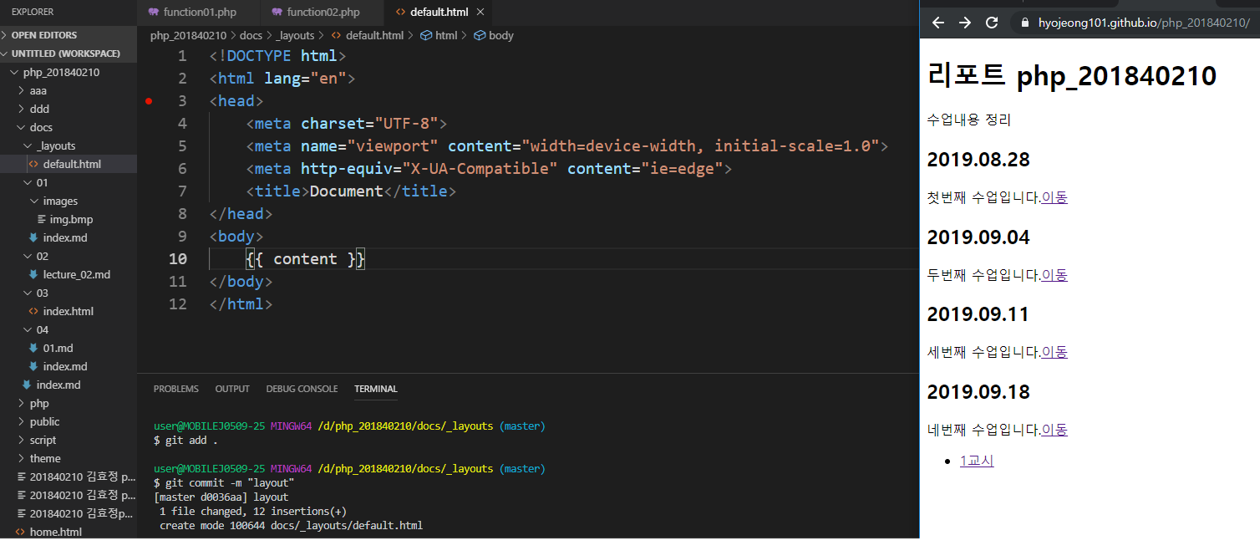 EXPLORER
OPEN EDITORS
UNTITLED (WORKSPACE)
php_201840210
aaa
ddd
docs
_layouts
default.html
01
images
img.bmp
index.md
02
lecture_02.md
03
index.html
04
01.md
index.md
index.md
php
public
script
theme
201840210 김효정 p...
201840210 김효정 p...
201840210 김효정p...
home.html
function01.php function02.php default.html
php_201840210 > docs > _layouts > default.html > html > body
1 <!DOCTYPE html>
2 <html lang="en">
3 <head>
4 <meta charset="UTF-8">
5 <meta name="viewport" content="width=device-width, initial-scale=1.0">
6 <meta http-equiv="X-UA-Compatible" content="ie=edge">
7 <title>Document</title>
8 </head>
9 <body>
10 {{ content }}
11 </body>
12 </html>
PROBLEMS OUTPUT DEBUG CONSOLE TERMINAL
user@MOBILEJ0509-25 MINGW64 /d/php_201840210/docs/_layouts (master)
$ git add .
user@MOBILEJ0509-25 MINGW64 /d/php_201840210/docs/_layouts (master)
$ git commit -m "layout"
[master d0036aa] layout
1 file changed, 12 insertions(+)
create mode 100644 docs/_layouts/default.html
hyojeong101.github.io/php_201840210/
리포트 php_201840210
수업내용 정리
2019.08.28
첫번째 수업입니다.이동
2019.09.04
두번째 수업입니다.이동
2019.09.11
세번째 수업입니다.이동
2019.09.18
네번째 수업입니다.이동
1교시